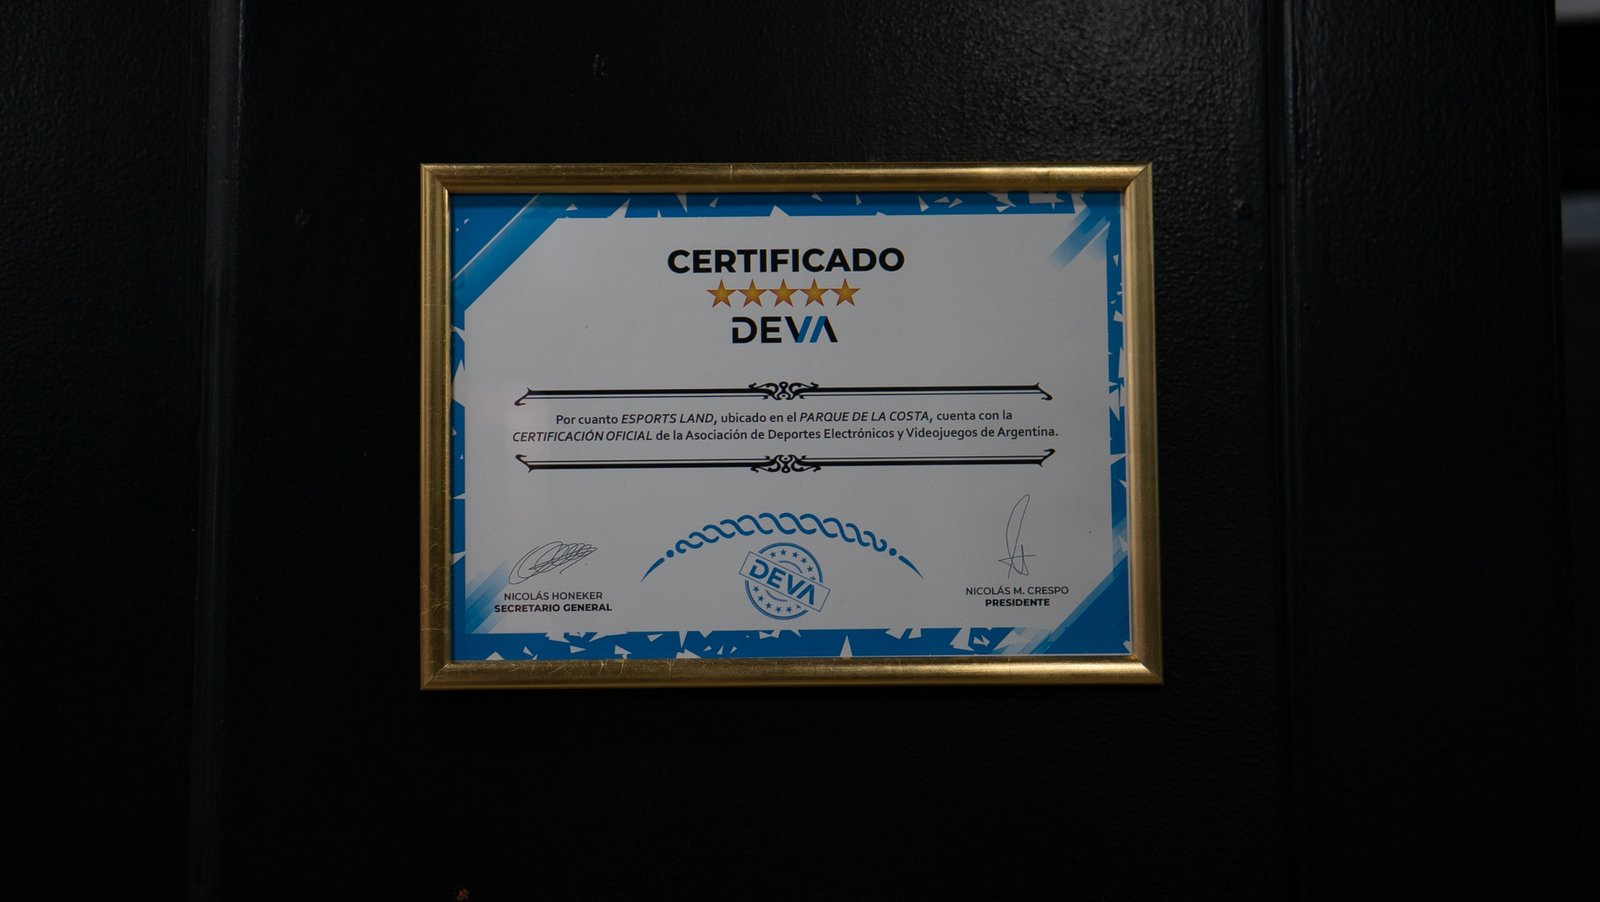 CERTIFICADO
DEVA
Por cuanto ESPORTS LAND, ubicado en el PARQUE DE LA COSTA, cuenta con la
CERTIFICACIÓN OFICIAL de la Asociación de Deportes Electrónicos y Videojuegos de Argentina.
DEVA
NICOLÁS HONEKER
SECRETARIO GENERAL
NICOLÁS M. CRESPO
PRESIDENTE